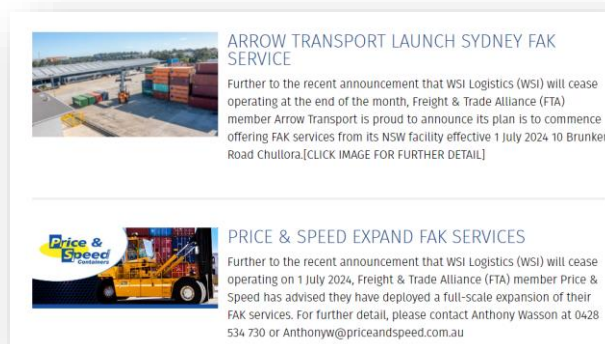 ARROW TRANSPORT LAUNCH SYDNEY FAK
SERVICE
Further to the recent announcement that WSI Logistics (WSI) will cease
operating at the end of the month, Freight & Trade Alliance (FTA)
member Arrow Transport is proud to announce its plan is to commence
offering FAK services from its NSW facility effective 1 July 2024 10 Brunker
Road Chullora.[CLICK IMAGE FOR FURTHER DETAIL]
Price &
Speed
Containers
PRICE & SPEED EXPAND FAK SERVICES
Further to the recent announcement that WSI Logistics (WSI) will cease
operating on 1 July 2024, Freight & Trade Alliance (FTA) member Price &
Speed has advised they have deployed a full-scale expansion of their
FAK services. For further detail, please contact Anthony Wasson at 0428
534 730 or Anthonyw@priceandspeed.com.au